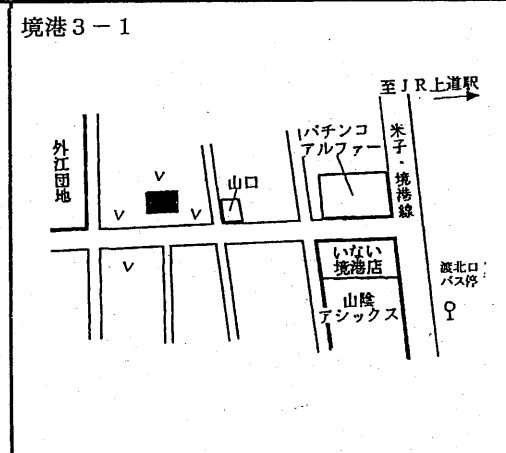 境港3-1
至JR上道駅
パチンコ
アルファー
米子・境港線
外江団地
山口
いない
境港店
山陰
アシックス
渡北口
バス停